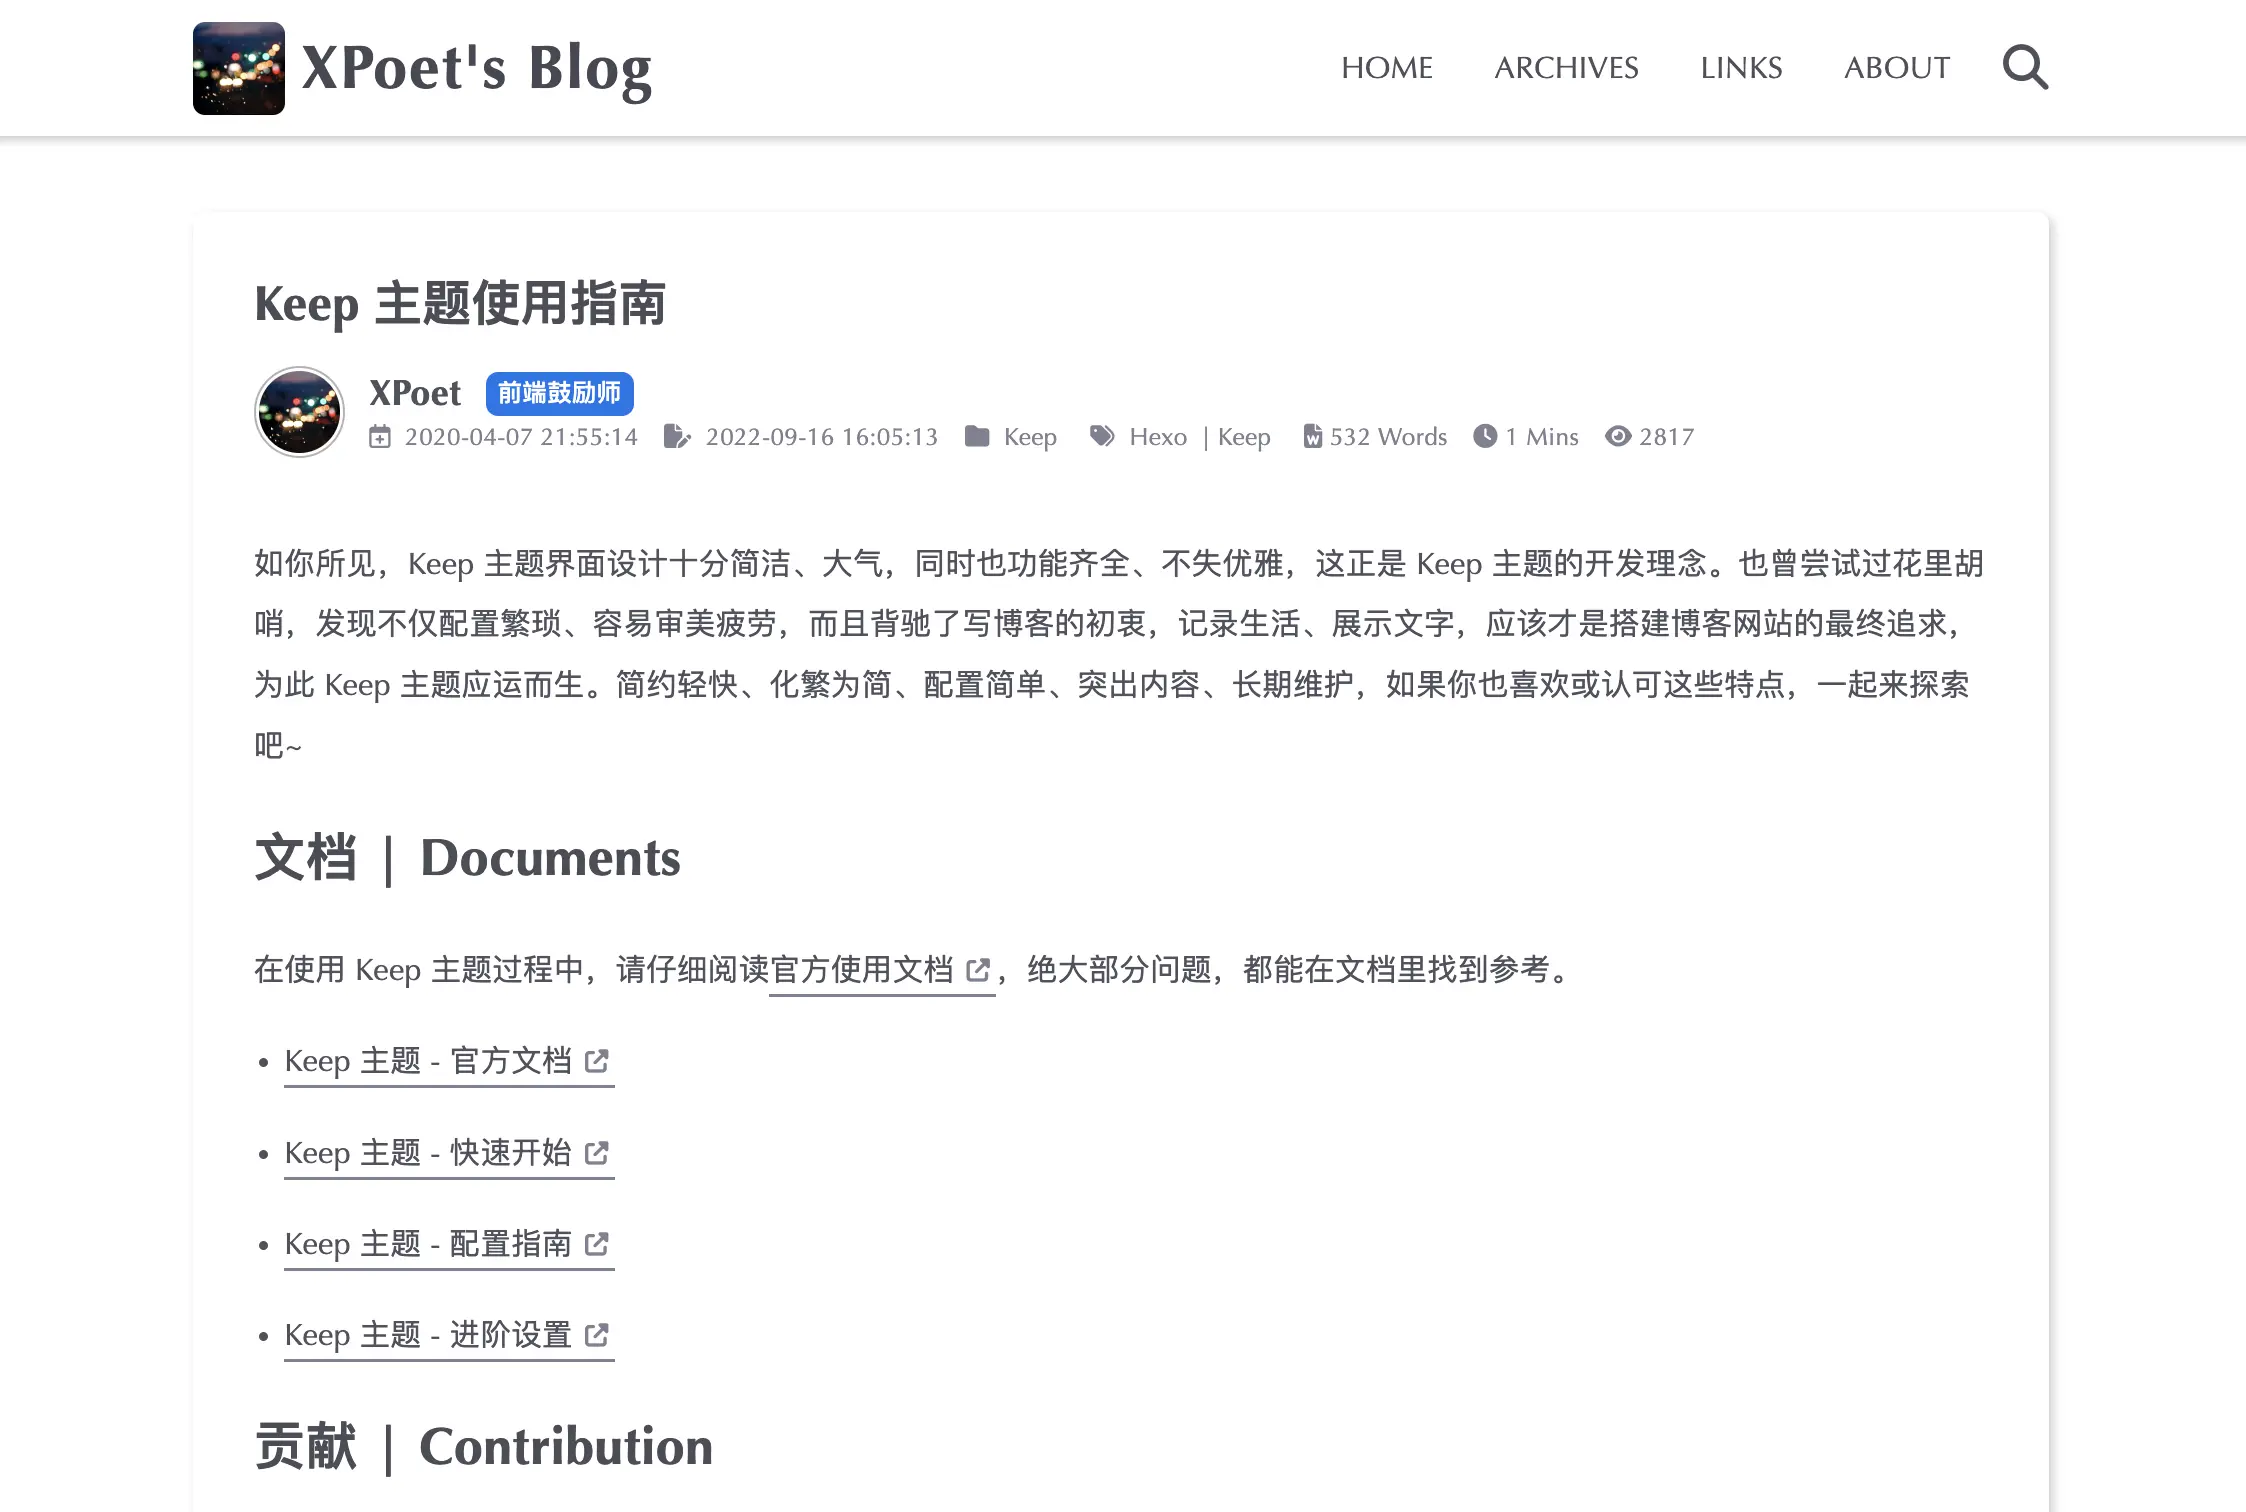 XPoet's Blog
HOME ARCHIVES LINKS ABOUT
Keep 主题使用指南
XPoet 前端鼓励师
2020-04-07 21:55:14 2022-09-16 16:05:13 Keep Hexo | Keep 532 Words 1 Mins 2817
如你所见，Keep 主题界面设计十分简洁、大气，同时也功能齐全、不失优雅，这正是 Keep 主题的开发理念。也曾尝试过花里胡
哨，发现不仅配置繁琐、容易审美疲劳，而且背驰了写博客的初衷，记录生活、展示文字，应该才是搭建博客网站的最终追求，
为此 Keep 主题应运而生。简约轻快、化繁为简、配置简单、突出内容、长期维护，如果你也喜欢或认可这些特点，一起来探索
吧~
文档 | Documents
在使用 Keep 主题过程中，请仔细阅读官方使用文档，绝大部分问题，都能在文档里找到参考。
• Keep 主题 - 官方文档
• Keep 主题 - 快速开始
• Keep 主题 - 配置指南
• Keep 主题 - 进阶设置
贡献 | Contribution